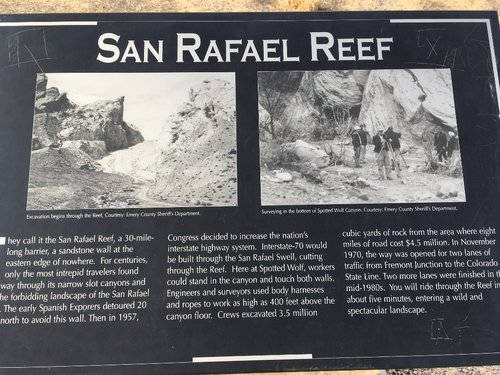 SAN RAFAEL REEF
Excavation begins through the Reef, Courtesy: Emery County Sheriff's Department.
Surveying in the bottom of Spotted Wolf Canyon. Courtesy: Emery County Sheriff's Department.
hey call it the San Rafael Reef, a 30-mile-
long barrier, a sandstone wall at the
eastern edge of nowhere. For centuries,
only the most intrepid travelers found
way through its narrow slot canyons and
he forbidding landscape of the San Rafael
The early Spanish Exporers detoured 20
north to avoid this wall. Then in 1957,
Congress decided to increase the nation's
interstate highway system. Interstate-70 would
be built through the San Rafael Swell, cutting
through the Reef. Here at Spotted Wolf, workers
could stand in the canyon and touch both walls.
Engineers and surveyors used body harnesses
and ropes to work as high as 400 feet above the
canyon floor. Crews excavated 3.5 million
cubic yards of rock from the area where eight
miles of road cost $4.5 million. In November
1970, the way was opened for two lanes of
traffic from Fremont Junction to the Colorado
State Line. Two more lanes were finished in th
mid-1980s. You will ride through the Reef in
about five minutes, entering a wild and
spectacular landscape.